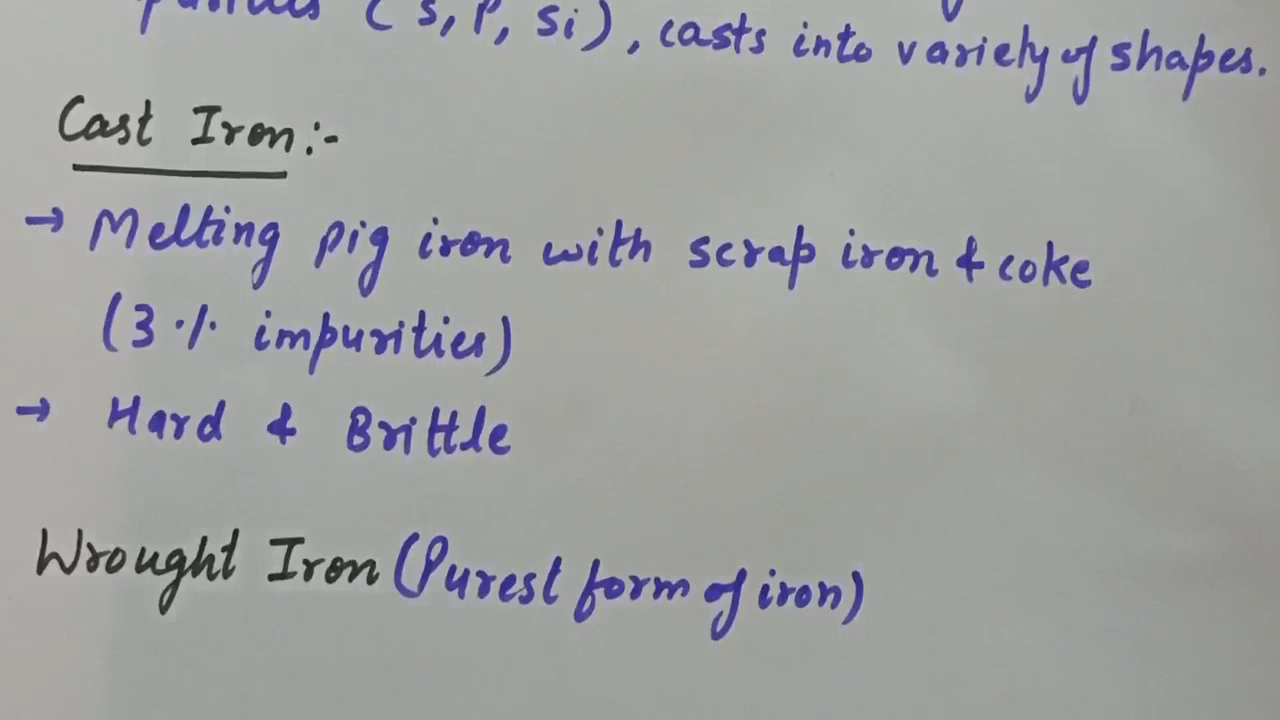 (S, P, Si), casts into variety of shapes.
Cast Iron:-
→ Melting pig iron with scrap iron & coke
(3% impurities)
→ Hard & Brittle
Wrought Iron (Purest form of iron)